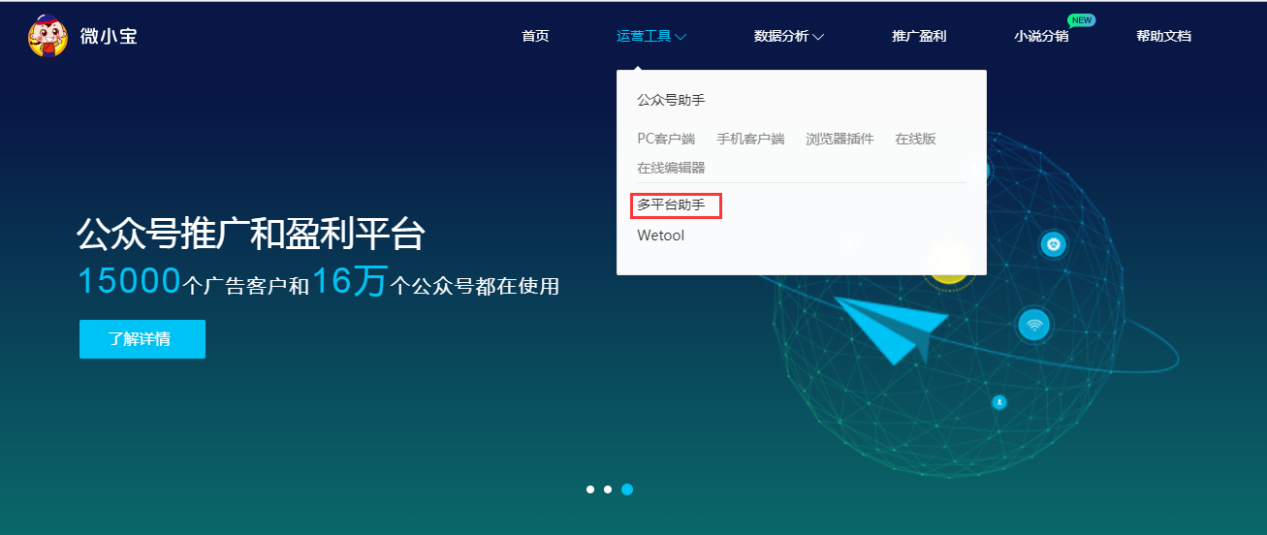 微小宝
首页 运营工具 数据分析 推广盈利 小说分销 NEW 帮助文档
公众号助手
PC客户端 手机客户端 浏览器插件 在线版
在线编辑器
多平台助手
Wetool
公众号推广和盈利平台
15000个广告客户和16万个公众号都在使用
了解详情